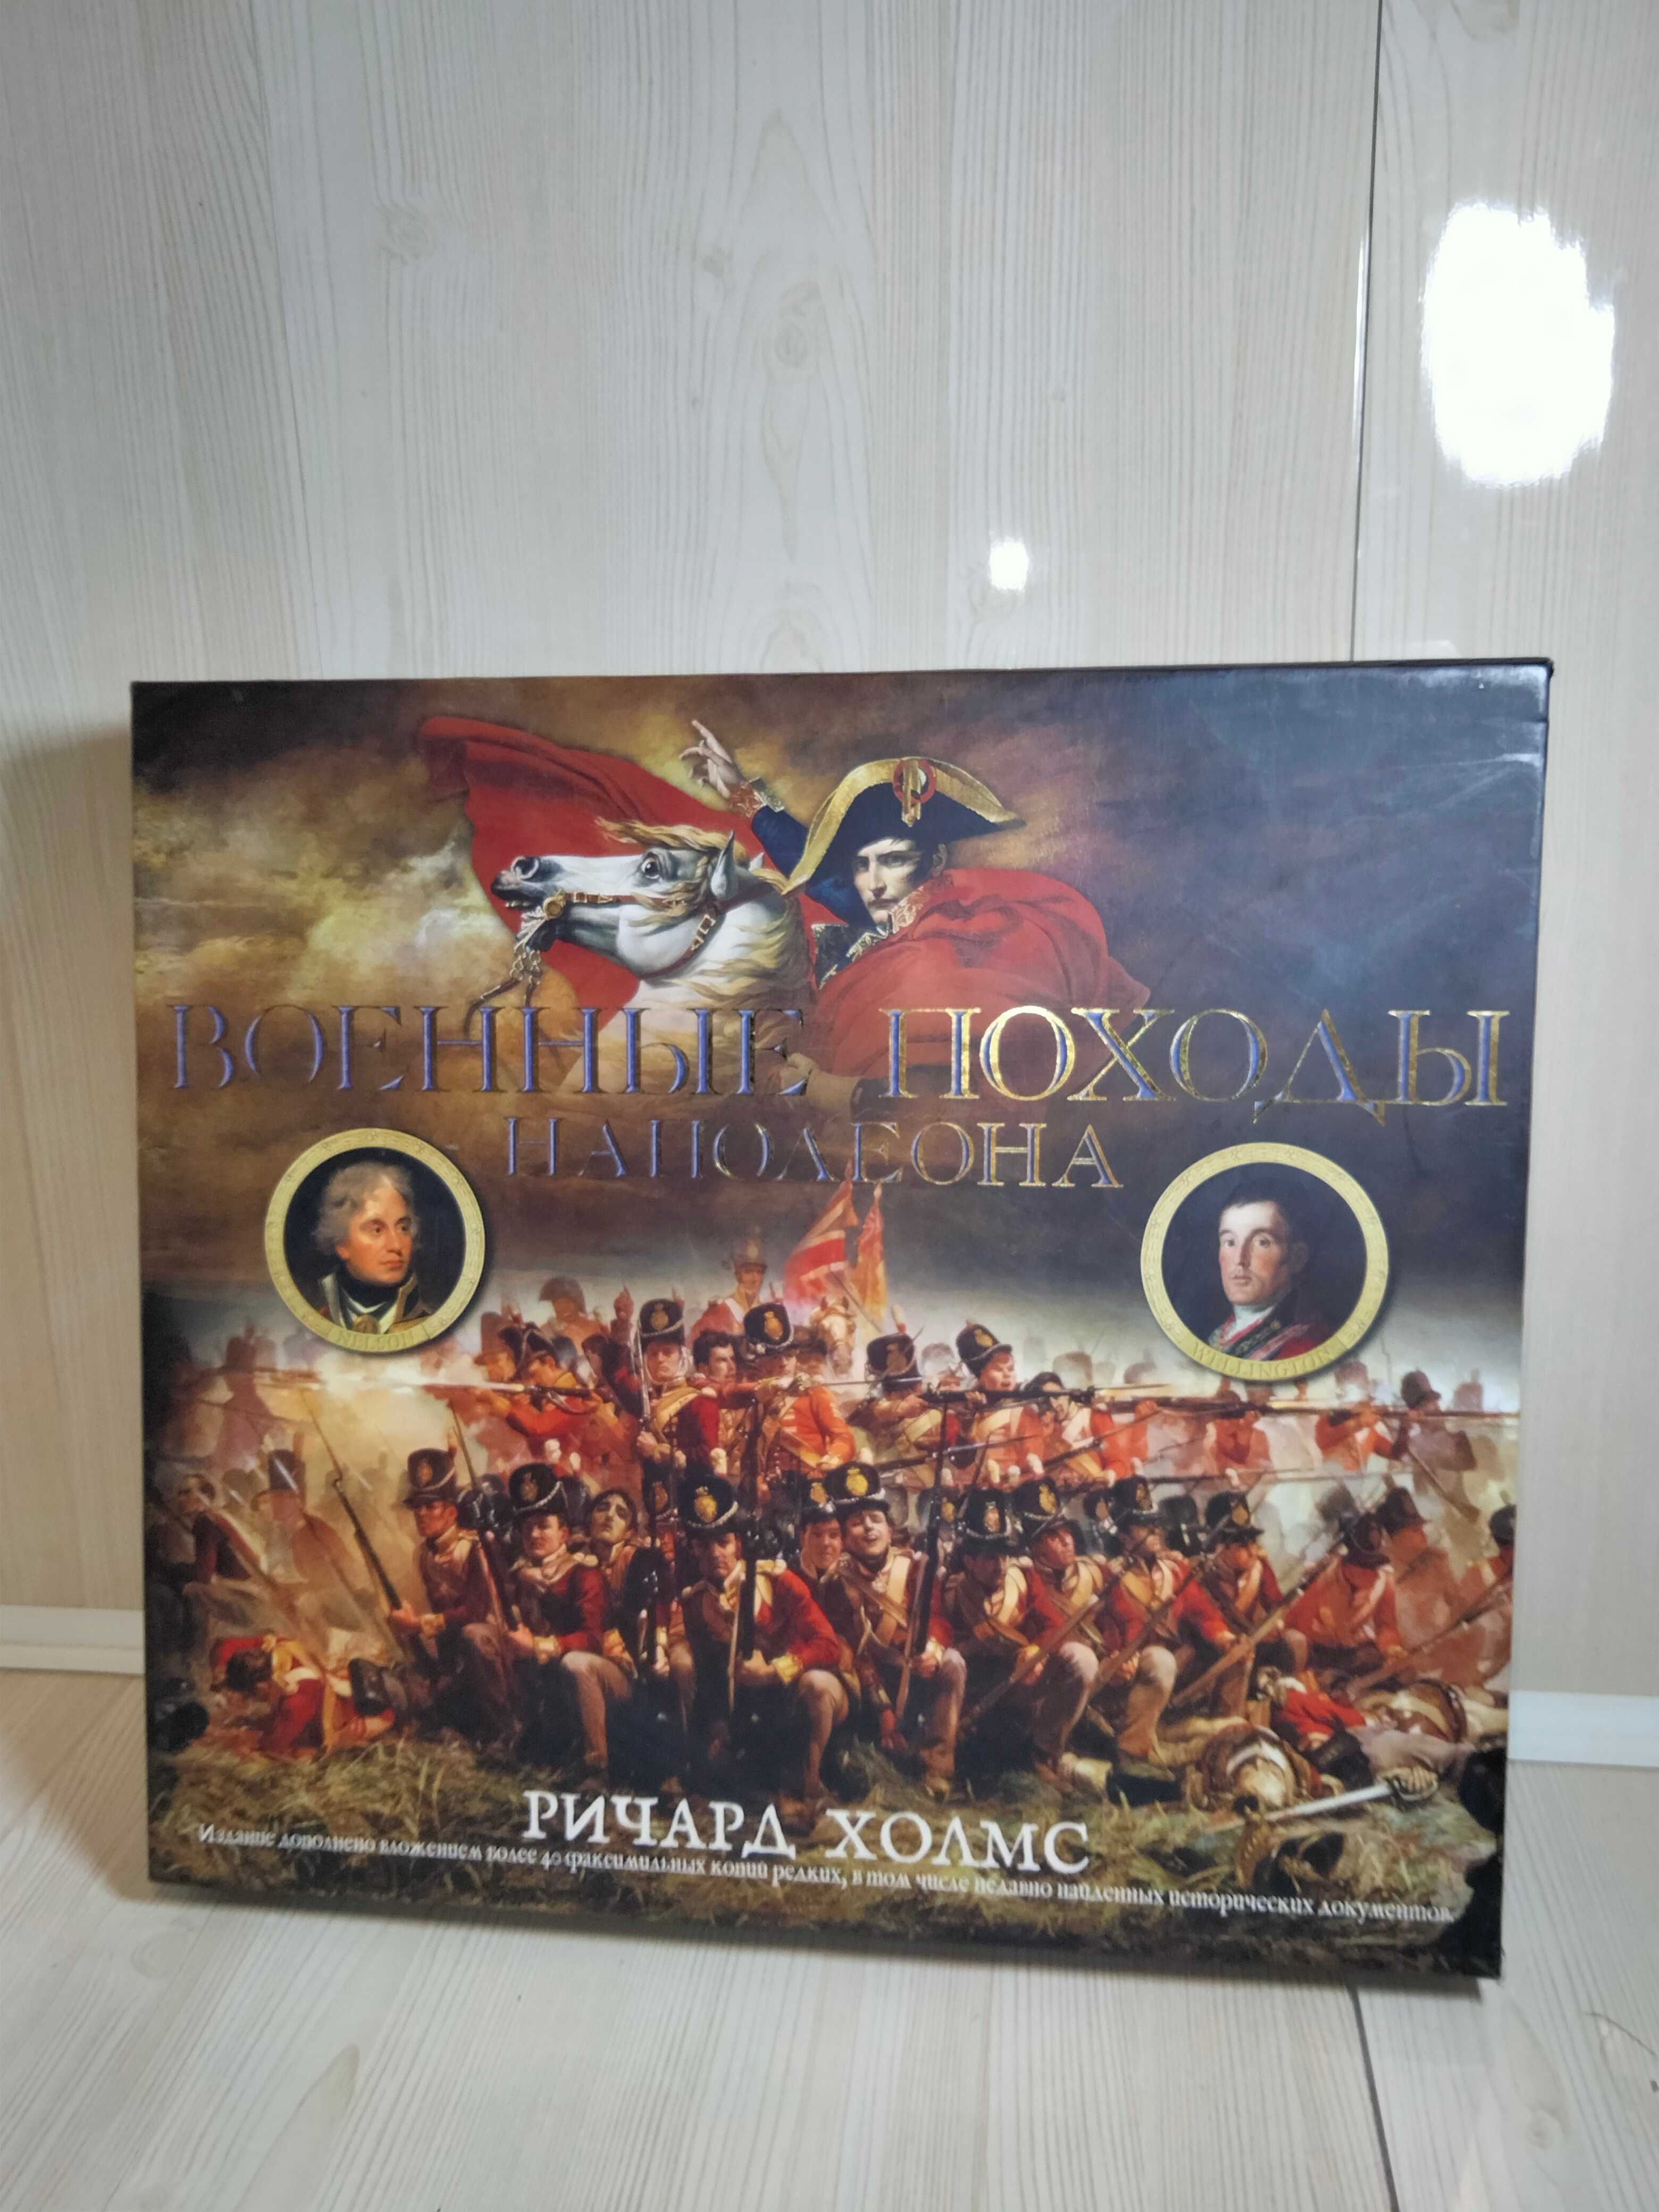 ВОЕННЫЕ ПОХОДЫ
НАПОЛЕОНА
NELSON
WELLINGTON
РИЧАРД ХОЛМС
Издание дополнено вложением более 40 факсимильных копий редких, в том числе недавно найденных исторических документов.